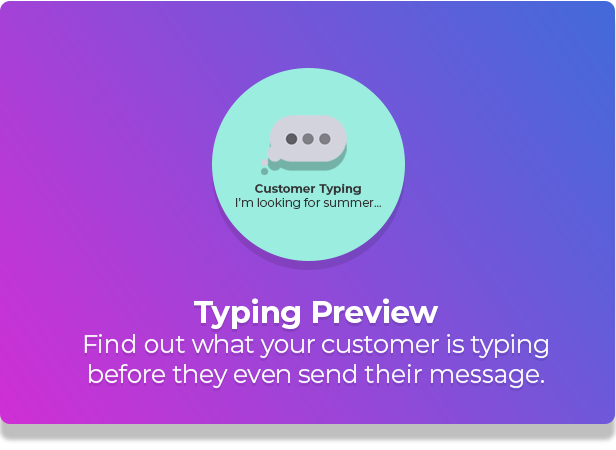 Customer Typing
I'm looking for summer...
Typing Preview
Find out what your customer is typing
before they even send their message.